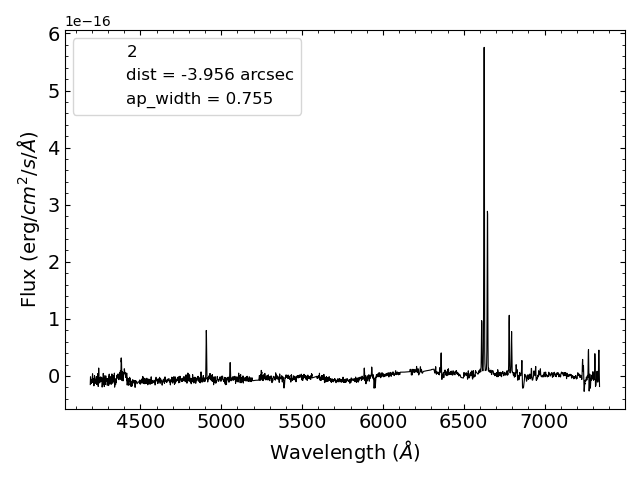 1e−16
6
5
4
3
2
1
0
2
dist = -3.956 arcsec
ap_width = 0.755
Flux (erg/cm²/s/Å)
4500 5000 5500 6000 6500 7000
Wavelength (Å)